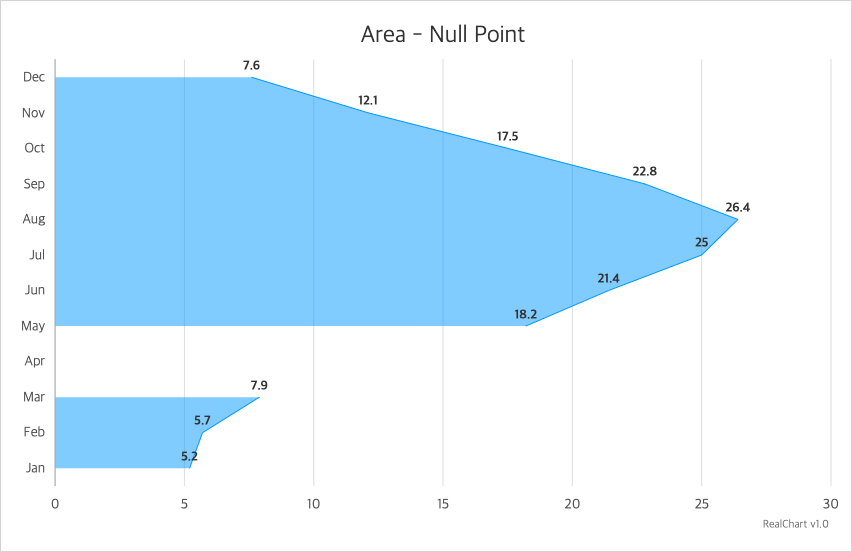 Area - Null Point
Dec
7.6
Nov
12.1
Oct
17.5
Sep
22.8
Aug
26.4
Jul
25
Jun
21.4
May
18.2
Apr
Mar
7.9
Feb
5.7
Jan
5.2
0 5 10 15 20 25 30
RealChart v1.0